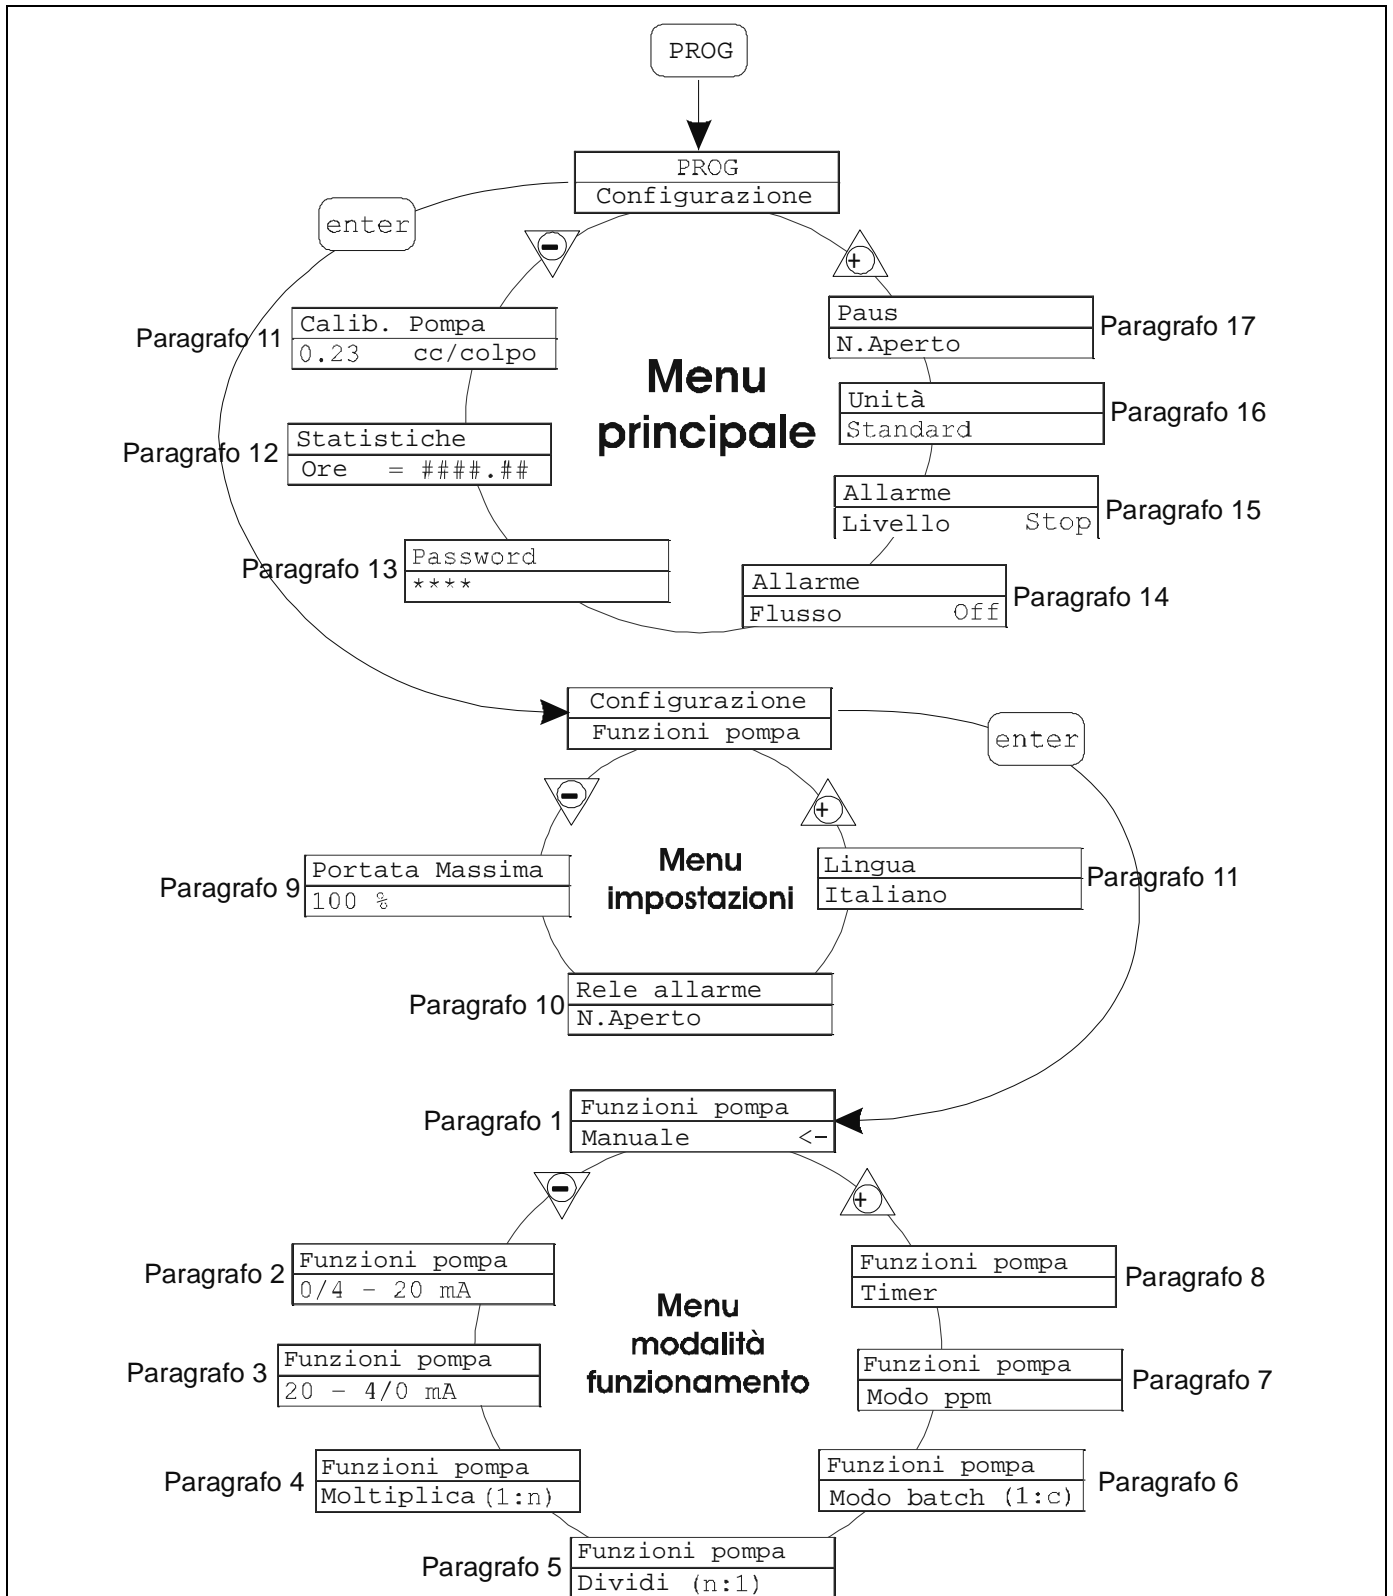 PROG
PROG
Configurazione
enter
−
+
Paragrafo 11
Calib. Pompa
0.23 cc/colpo
Paus
N.Aperto
Paragrafo 17
Menu
principale
Unità
Standard
Paragrafo 16
Paragrafo 12
Statistiche
Ore = ####.##
Allarme
Livello Stop
Paragrafo 15
Paragrafo 13
Password
****
Allarme
Flusso Off
Paragrafo 14
Configurazione
Funzioni pompa
enter
−
+
Paragrafo 9
Portata Massima
100 %
Menu
impostazioni
Lingua
Italiano
Paragrafo 11
Paragrafo 10
Rele allarme
N.Aperto
Paragrafo 1
Funzioni pompa
Manuale <-
−
+
Paragrafo 2
Funzioni pompa
0/4 - 20 mA
Funzioni pompa
Timer
Paragrafo 8
Menu
modalità
funzionamento
Paragrafo 3
Funzioni pompa
20 - 4/0 mA
Funzioni pompa
Modo ppm
Paragrafo 7
Paragrafo 4
Funzioni pompa
Moltiplica (1:n)
Funzioni pompa
Modo batch (1:c)
Paragrafo 6
Paragrafo 5
Funzioni pompa
Dividi (n:1)